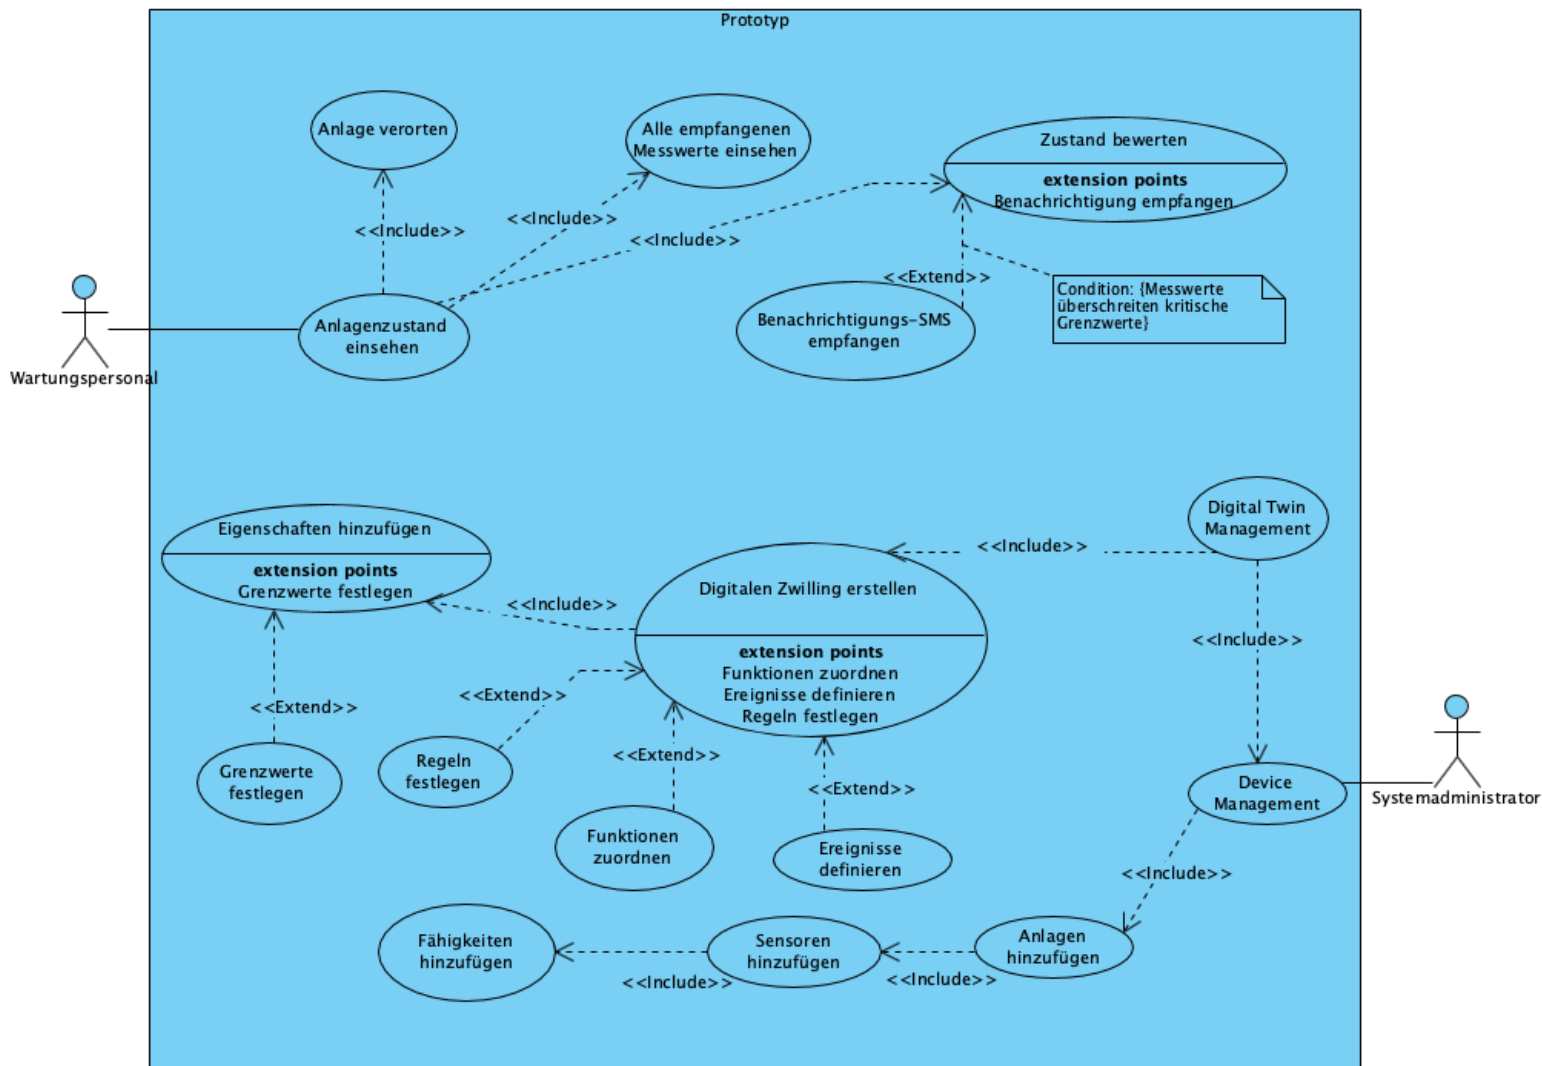 Prototyp
Anlage verorten
Alle empfangenen
Messwerte einsehen
Zustand bewerten
extension points
Benachrichtigung empfangen
<<Include>>
<<Include>>
<<Include>>
<<Extend>>
Condition: {Messwerte
überschreiten kritische
Grenzwerte}
Anlagenzustand
einsehen
Benachrichtigungs-SMS
empfangen
Wartungspersonal
Digital Twin
Management
Eigenschaften hinzufügen
extension points
Grenzwerte festlegen
<<Include>>
<<Include>>
Digitalen Zwilling erstellen
extension points
Funktionen zuordnen
Ereignisse definieren
Regeln festlegen
<<Include>>
<<Extend>>
<<Extend>>
<<Extend>>
<<Extend>>
Grenzwerte
festlegen
Regeln
festlegen
Funktionen
zuordnen
Ereignisse
definieren
Device
Management
Systemadministrator
<<Include>>
Fähigkeiten
hinzufügen
Sensoren
hinzufügen
Anlagen
hinzufügen
<<Include>>
<<Include>>